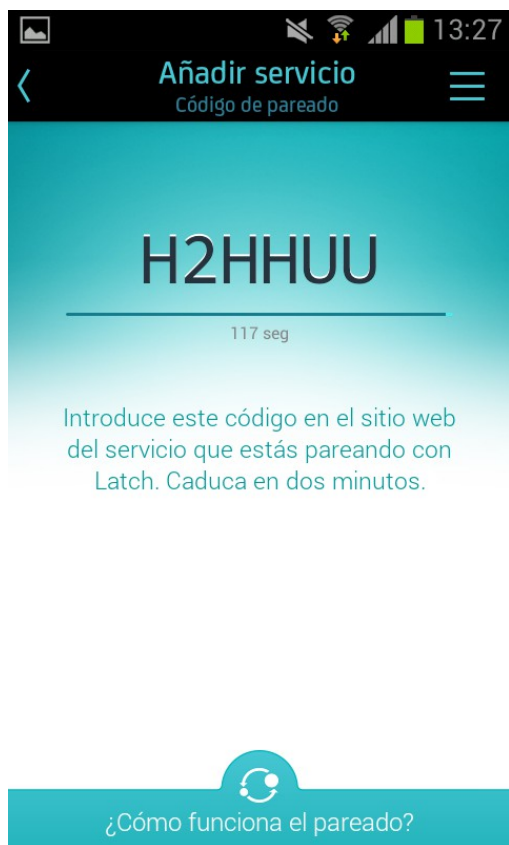 13:27
Añadir servicio
Código de pareado
H2HHUU
117 seg
Introduce este código en el sitio web
del servicio que estás pareando con
Latch. Caduca en dos minutos.
¿Cómo funciona el pareado?